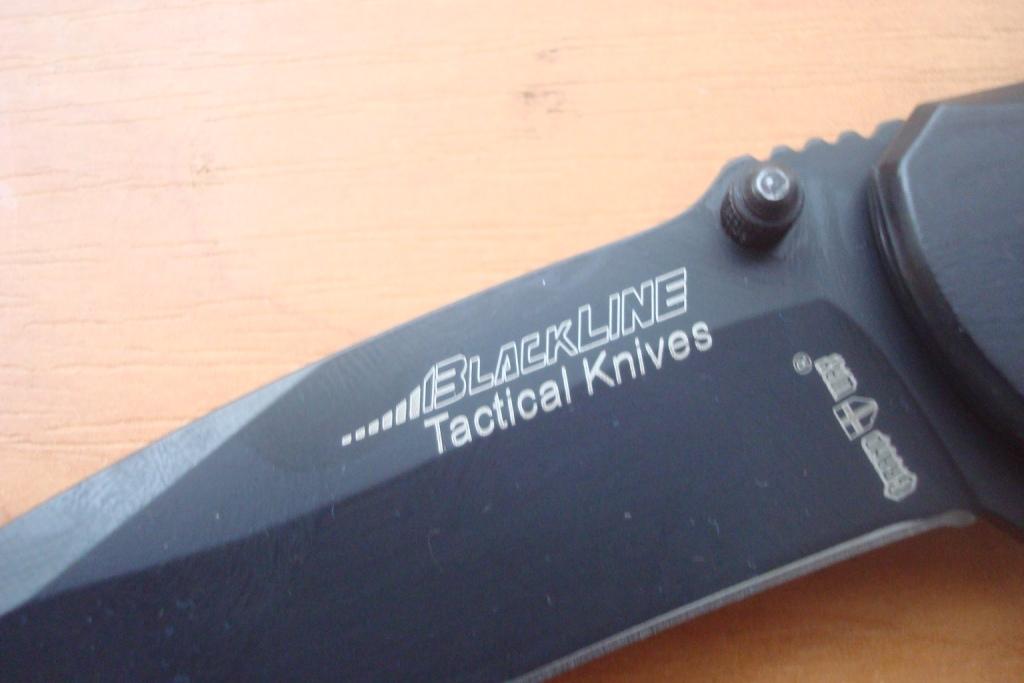 BLACKLINE
Tactical Knives
®